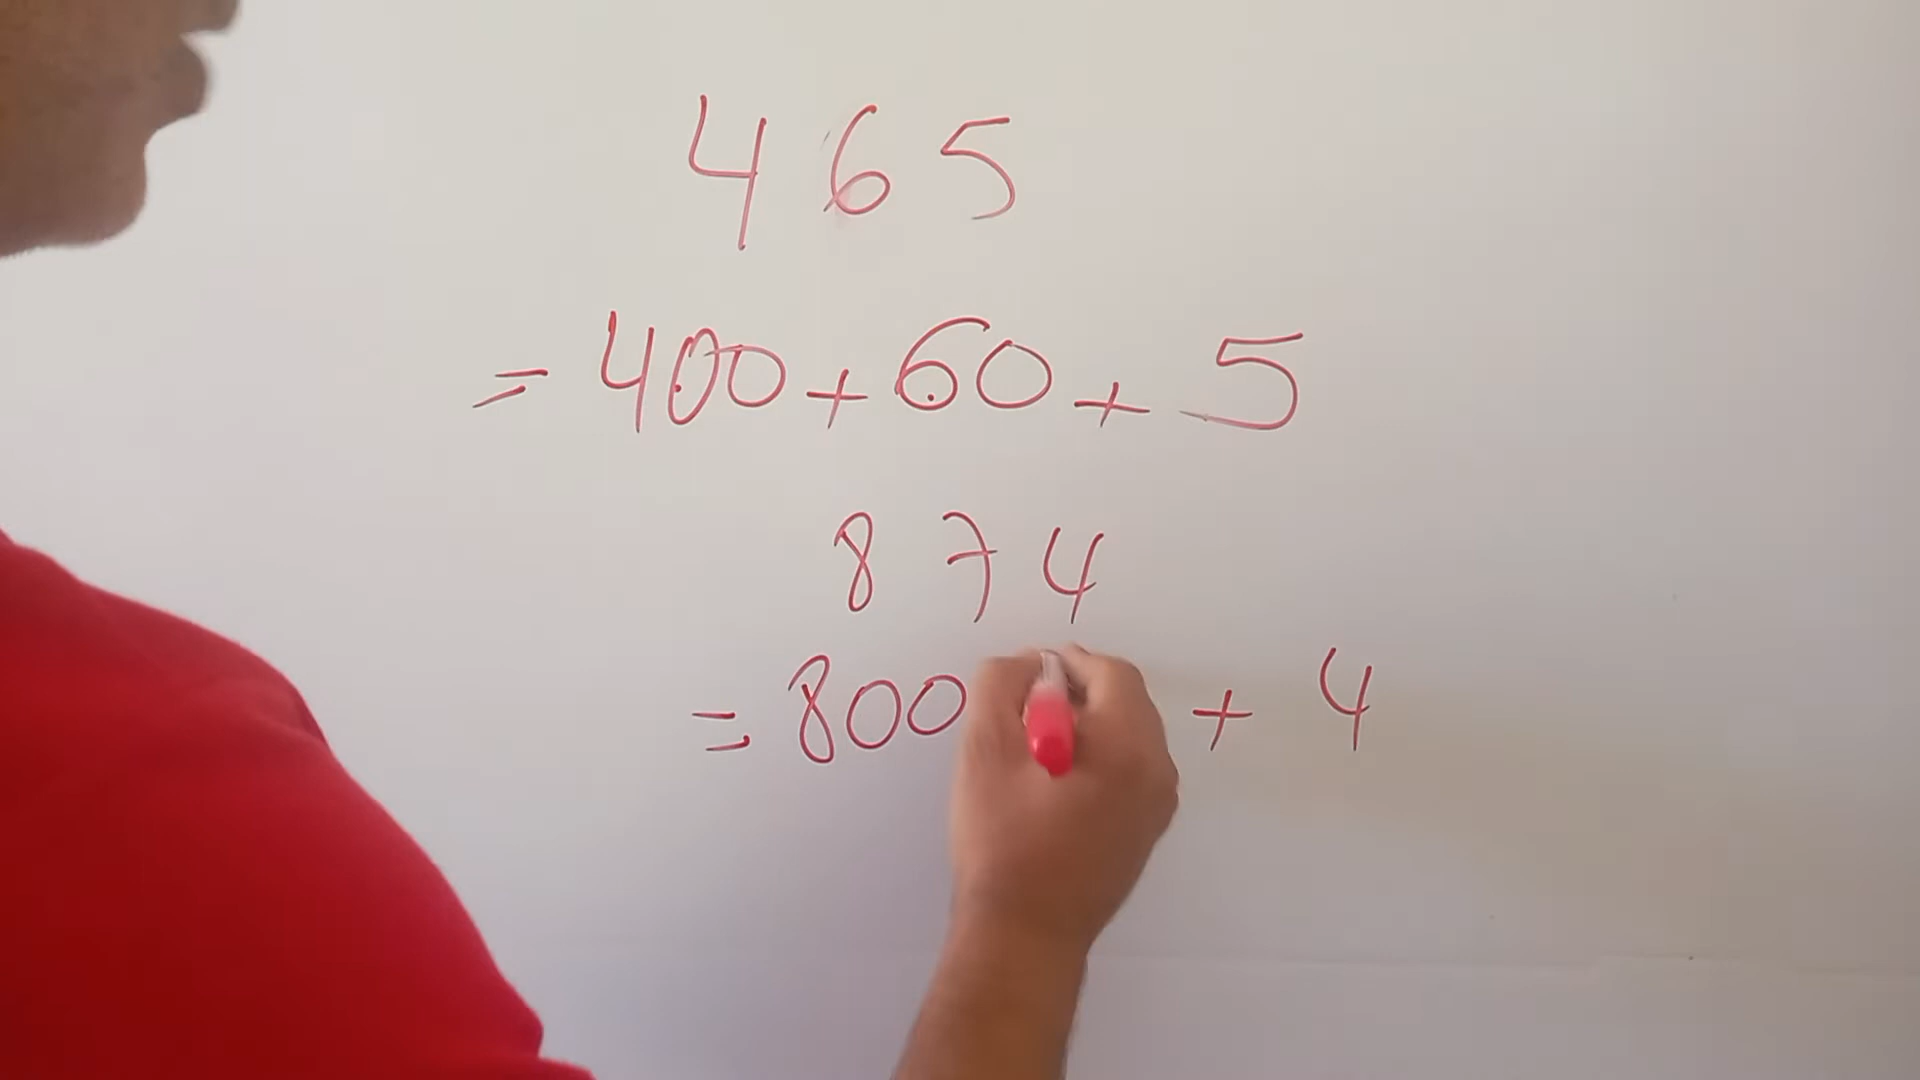 465
= 400 + 60 + 5
874
= 800 + 4